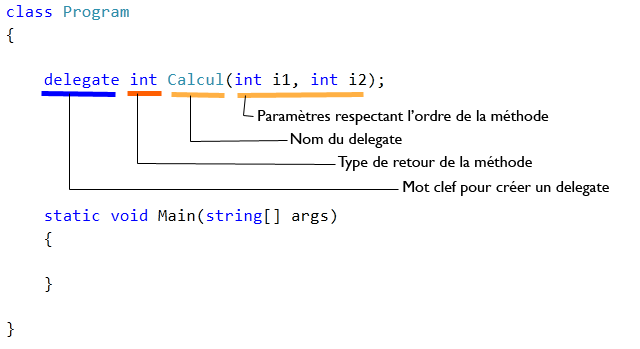 class Program
{
delegate int Calcul(int i1, int i2);
Paramètres respectant l'ordre de la méthode
Nom du delegate
Type de retour de la méthode
Mot clef pour créer un delegate
static void Main(string[] args)
{
}
}